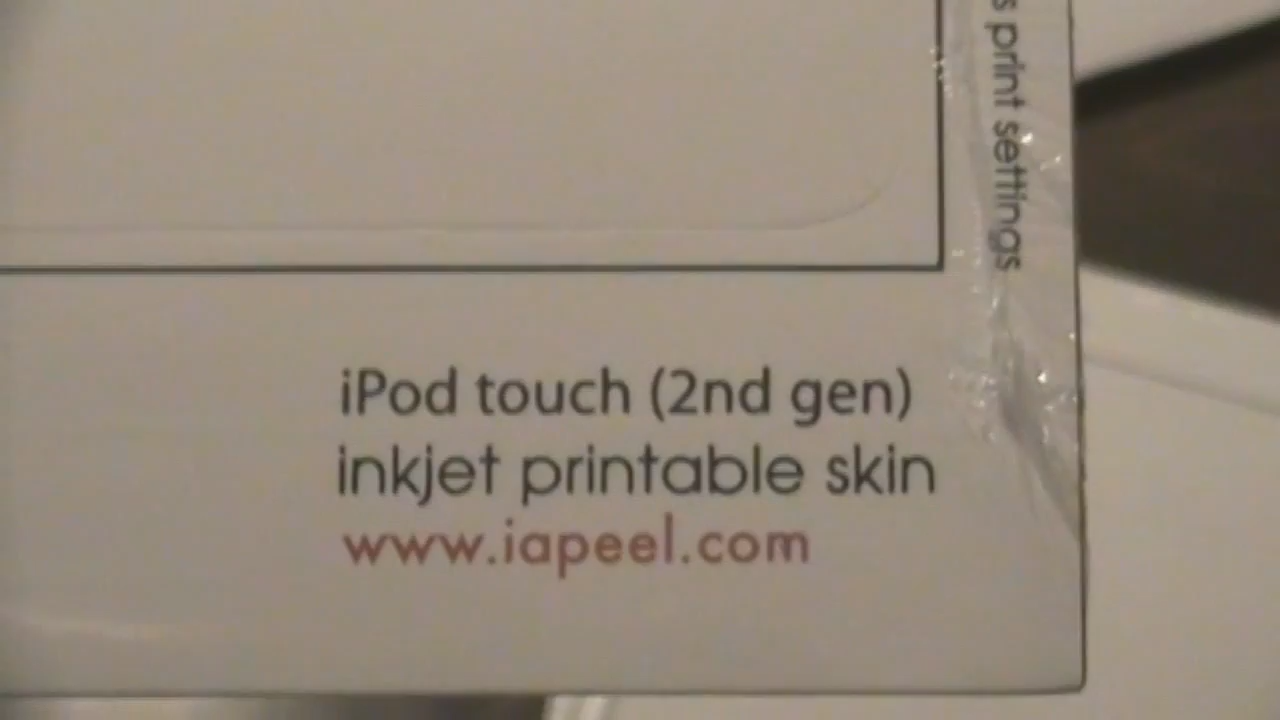 iPod touch (2nd gen)
inkjet printable skin
www.iapeel.com
print settings